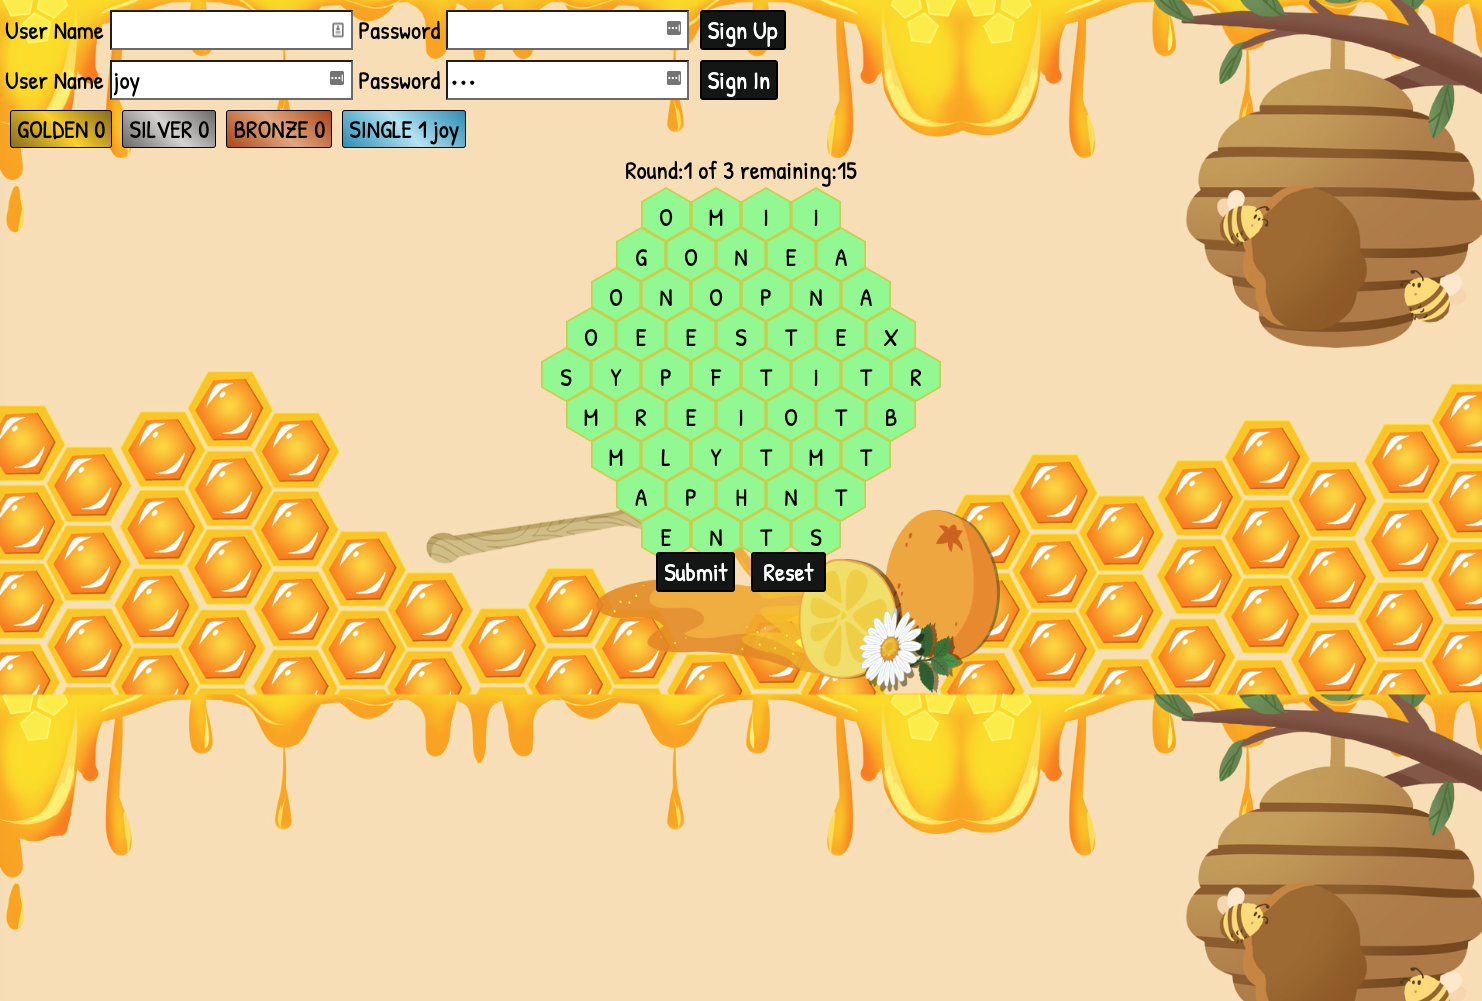 User Name Password Sign Up
User Name joy Password ••• Sign In
GOLDEN 0 SILVER 0 BRONZE 0 SINGLE 1 joy
Round:1 of 3 remaining:15
O M I I
G O N E A
O N O P N A
O E E S T E X
S Y P F T I T R
M R E I O T B
M L Y T M T
A P H N T
E N T S
Submit Reset